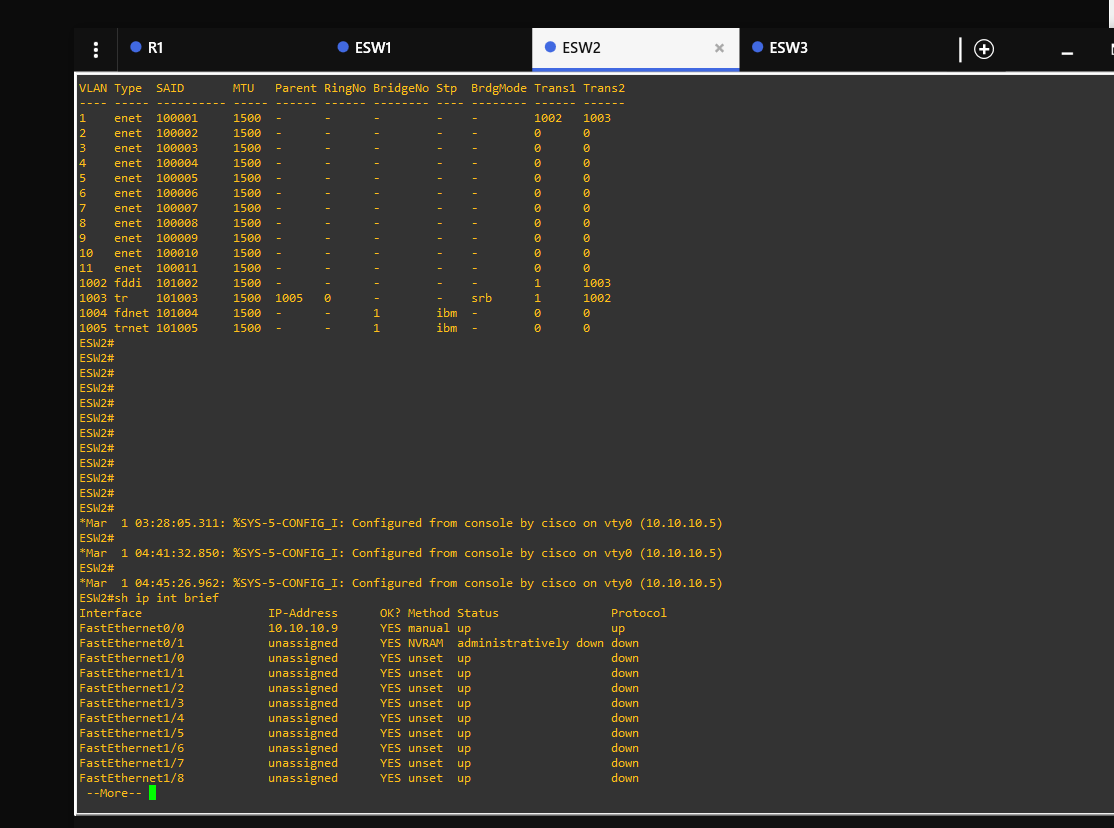 R1 ESW1 ESW2 × ESW3
VLAN Type  SAID       MTU   Parent RingNo BridgeNo Stp  BrdgMode Trans1 Trans2
---- ----- ---------- ----- ------ ------ -------- ---- -------- ------ ------
1    enet  100001     1500  -      -      -        -    -        1002   1003
2    enet  100002     1500  -      -      -        -    -        0      0
3    enet  100003     1500  -      -      -        -    -        0      0
4    enet  100004     1500  -      -      -        -    -        0      0
5    enet  100005     1500  -      -      -        -    -        0      0
6    enet  100006     1500  -      -      -        -    -        0      0
7    enet  100007     1500  -      -      -        -    -        0      0
8    enet  100008     1500  -      -      -        -    -        0      0
9    enet  100009     1500  -      -      -        -    -        0      0
10   enet  100010     1500  -      -      -        -    -        0      0
11   enet  100011     1500  -      -      -        -    -        0      0
1002 fddi  101002     1500  -      -      -        -    -        1      1003
1003 tr    101003     1500  1005   0      -        -    srb      1      1002
1004 fdnet 101004     1500  -      -      1        ibm  -        0      0
1005 trnet 101005     1500  -      -      1        ibm  -        0      0
ESW2#
ESW2#
ESW2#
ESW2#
ESW2#
ESW2#
ESW2#
ESW2#
ESW2#
ESW2#
ESW2#
ESW2#
*Mar  1 03:28:05.311: %SYS-5-CONFIG_I: Configured from console by cisco on vty0 (10.10.10.5)
ESW2#
*Mar  1 04:41:32.850: %SYS-5-CONFIG_I: Configured from console by cisco on vty0 (10.10.10.5)
ESW2#
*Mar  1 04:45:26.962: %SYS-5-CONFIG_I: Configured from console by cisco on vty0 (10.10.10.5)
ESW2#sh ip int brief
Interface                  IP-Address      OK? Method Status                Protocol
FastEthernet0/0            10.10.10.9      YES manual up                    up
FastEthernet0/1            unassigned      YES NVRAM  administratively down down
FastEthernet1/0            unassigned      YES unset  up                    down
FastEthernet1/1            unassigned      YES unset  up                    down
FastEthernet1/2            unassigned      YES unset  up                    down
FastEthernet1/3            unassigned      YES unset  up                    down
FastEthernet1/4            unassigned      YES unset  up                    down
FastEthernet1/5            unassigned      YES unset  up                    down
FastEthernet1/6            unassigned      YES unset  up                    down
FastEthernet1/7            unassigned      YES unset  up                    down
FastEthernet1/8            unassigned      YES unset  up                    down
--More--